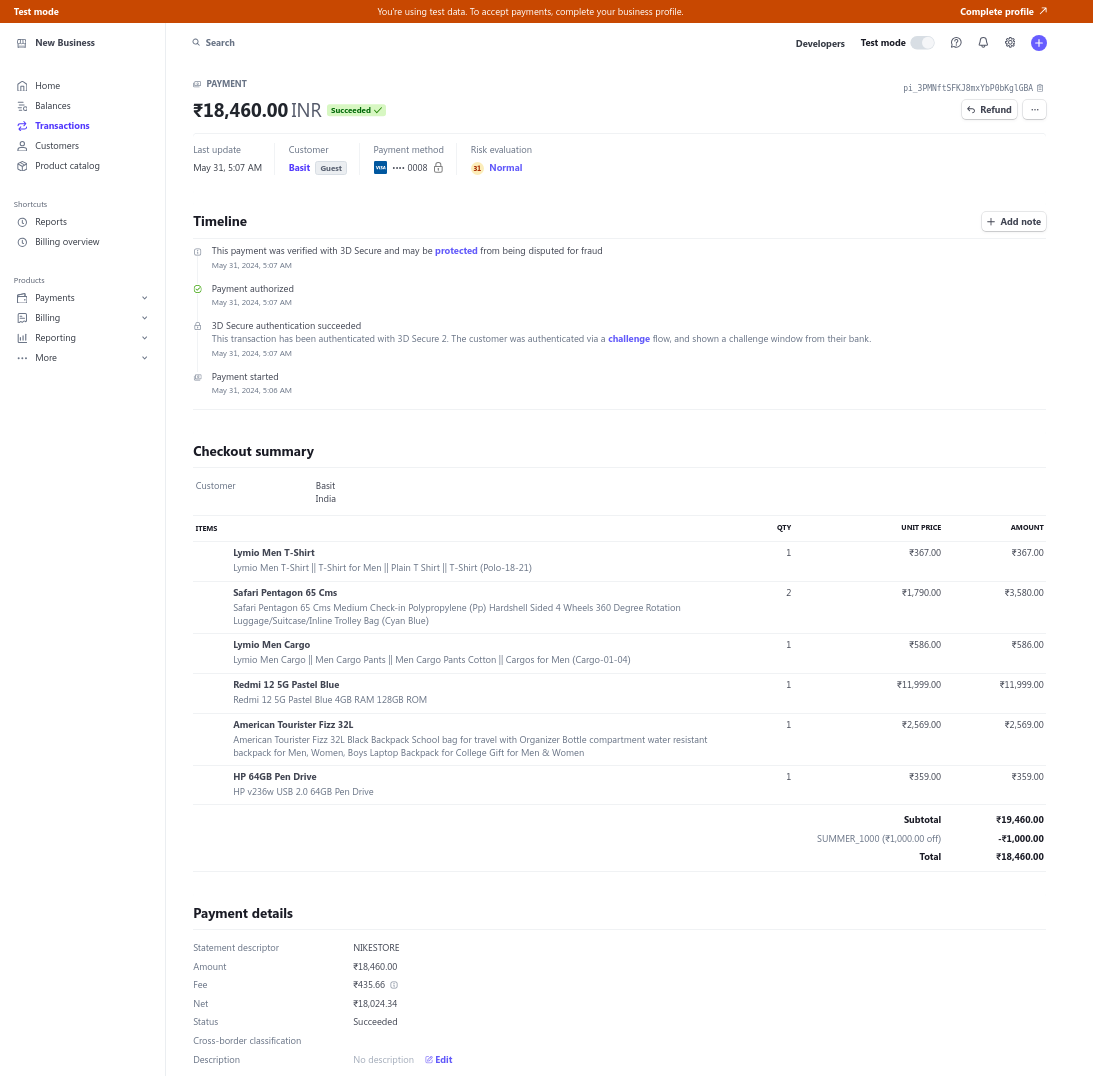 Test mode
You're using test data. To accept payments, complete your business profile.
Complete profile
New Business
Search
Developers
Test mode
Home
Balances
Transactions
Customers
Product catalog
Shortcuts
Reports
Billing overview
Products
Payments
Billing
Reporting
More
PAYMENT
pi_3PMNftSFKJ8mxYbP0bKglGBA
₹18,460.00 INR Succeeded
Refund
Last update
May 31, 5:07 AM
Customer
Basit Guest
Payment method
VISA •••• 0008
Risk evaluation
31 Normal
Timeline
Add note
This payment was verified with 3D Secure and may be protected from being disputed for fraud
May 31, 2024, 5:07 AM
Payment authorized
May 31, 2024, 5:07 AM
3D Secure authentication succeeded
This transaction has been authenticated with 3D Secure 2. The customer was authenticated via a challenge flow, and shown a challenge window from their bank.
May 31, 2024, 5:07 AM
Payment started
May 31, 2024, 5:06 AM
Checkout summary
Customer Basit
India
ITEMS QTY UNIT PRICE AMOUNT
Lymio Men T-Shirt 1 ₹367.00 ₹367.00
Lymio Men T-Shirt || T-Shirt for Men || Plain T Shirt || T-Shirt (Polo-18-21)
Safari Pentagon 65 Cms 2 ₹1,790.00 ₹3,580.00
Safari Pentagon 65 Cms Medium Check-in Polypropylene (Pp) Hardshell Sided 4 Wheels 360 Degree Rotation
Luggage/Suitcase/Inline Trolley Bag (Cyan Blue)
Lymio Men Cargo 1 ₹586.00 ₹586.00
Lymio Men Cargo || Men Cargo Pants || Men Cargo Pants Cotton || Cargos for Men (Cargo-01-04)
Redmi 12 5G Pastel Blue 1 ₹11,999.00 ₹11,999.00
Redmi 12 5G Pastel Blue 4GB RAM 128GB ROM
American Tourister Fizz 32L 1 ₹2,569.00 ₹2,569.00
American Tourister Fizz 32L Black Backpack School bag for travel with Organizer Bottle compartment water resistant
backpack for Men, Women, Boys Laptop Backpack for College Gift for Men & Women
HP 64GB Pen Drive 1 ₹359.00 ₹359.00
HP v236w USB 2.0 64GB Pen Drive
Subtotal ₹19,460.00
SUMMER_1000 (₹1,000.00 off) -₹1,000.00
Total ₹18,460.00
Payment details
Statement descriptor NIKESTORE
Amount ₹18,460.00
Fee ₹435.66
Net ₹18,024.34
Status Succeeded
Cross-border classification
Description No description Edit